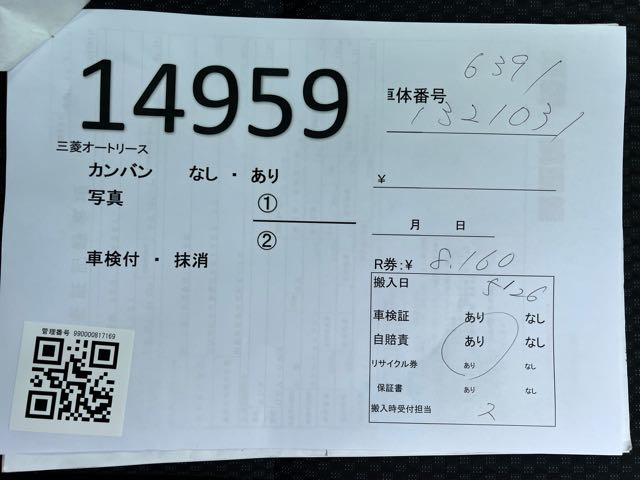 14959
三菱オートリース
カンバン なし ・ あり
写真 ①
②
車検付 ・ 抹消
管理番号 990000817169
6391
車体番号
1321031
¥
月 日
R券:¥ 8.160
搬入日 5/26
車検証 あり なし
自賠責 あり なし
リサイクル券 あり なし
保証書 あり なし
搬入時受付担当 2